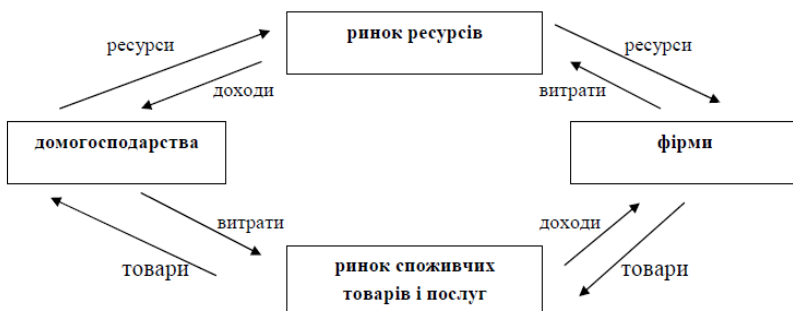 ринок ресурсів
ресурси
ресурси
доходи
витрати
домогосподарства
фірми
витрати
доходи
товари
ринок споживчих
товарів і послуг
товари